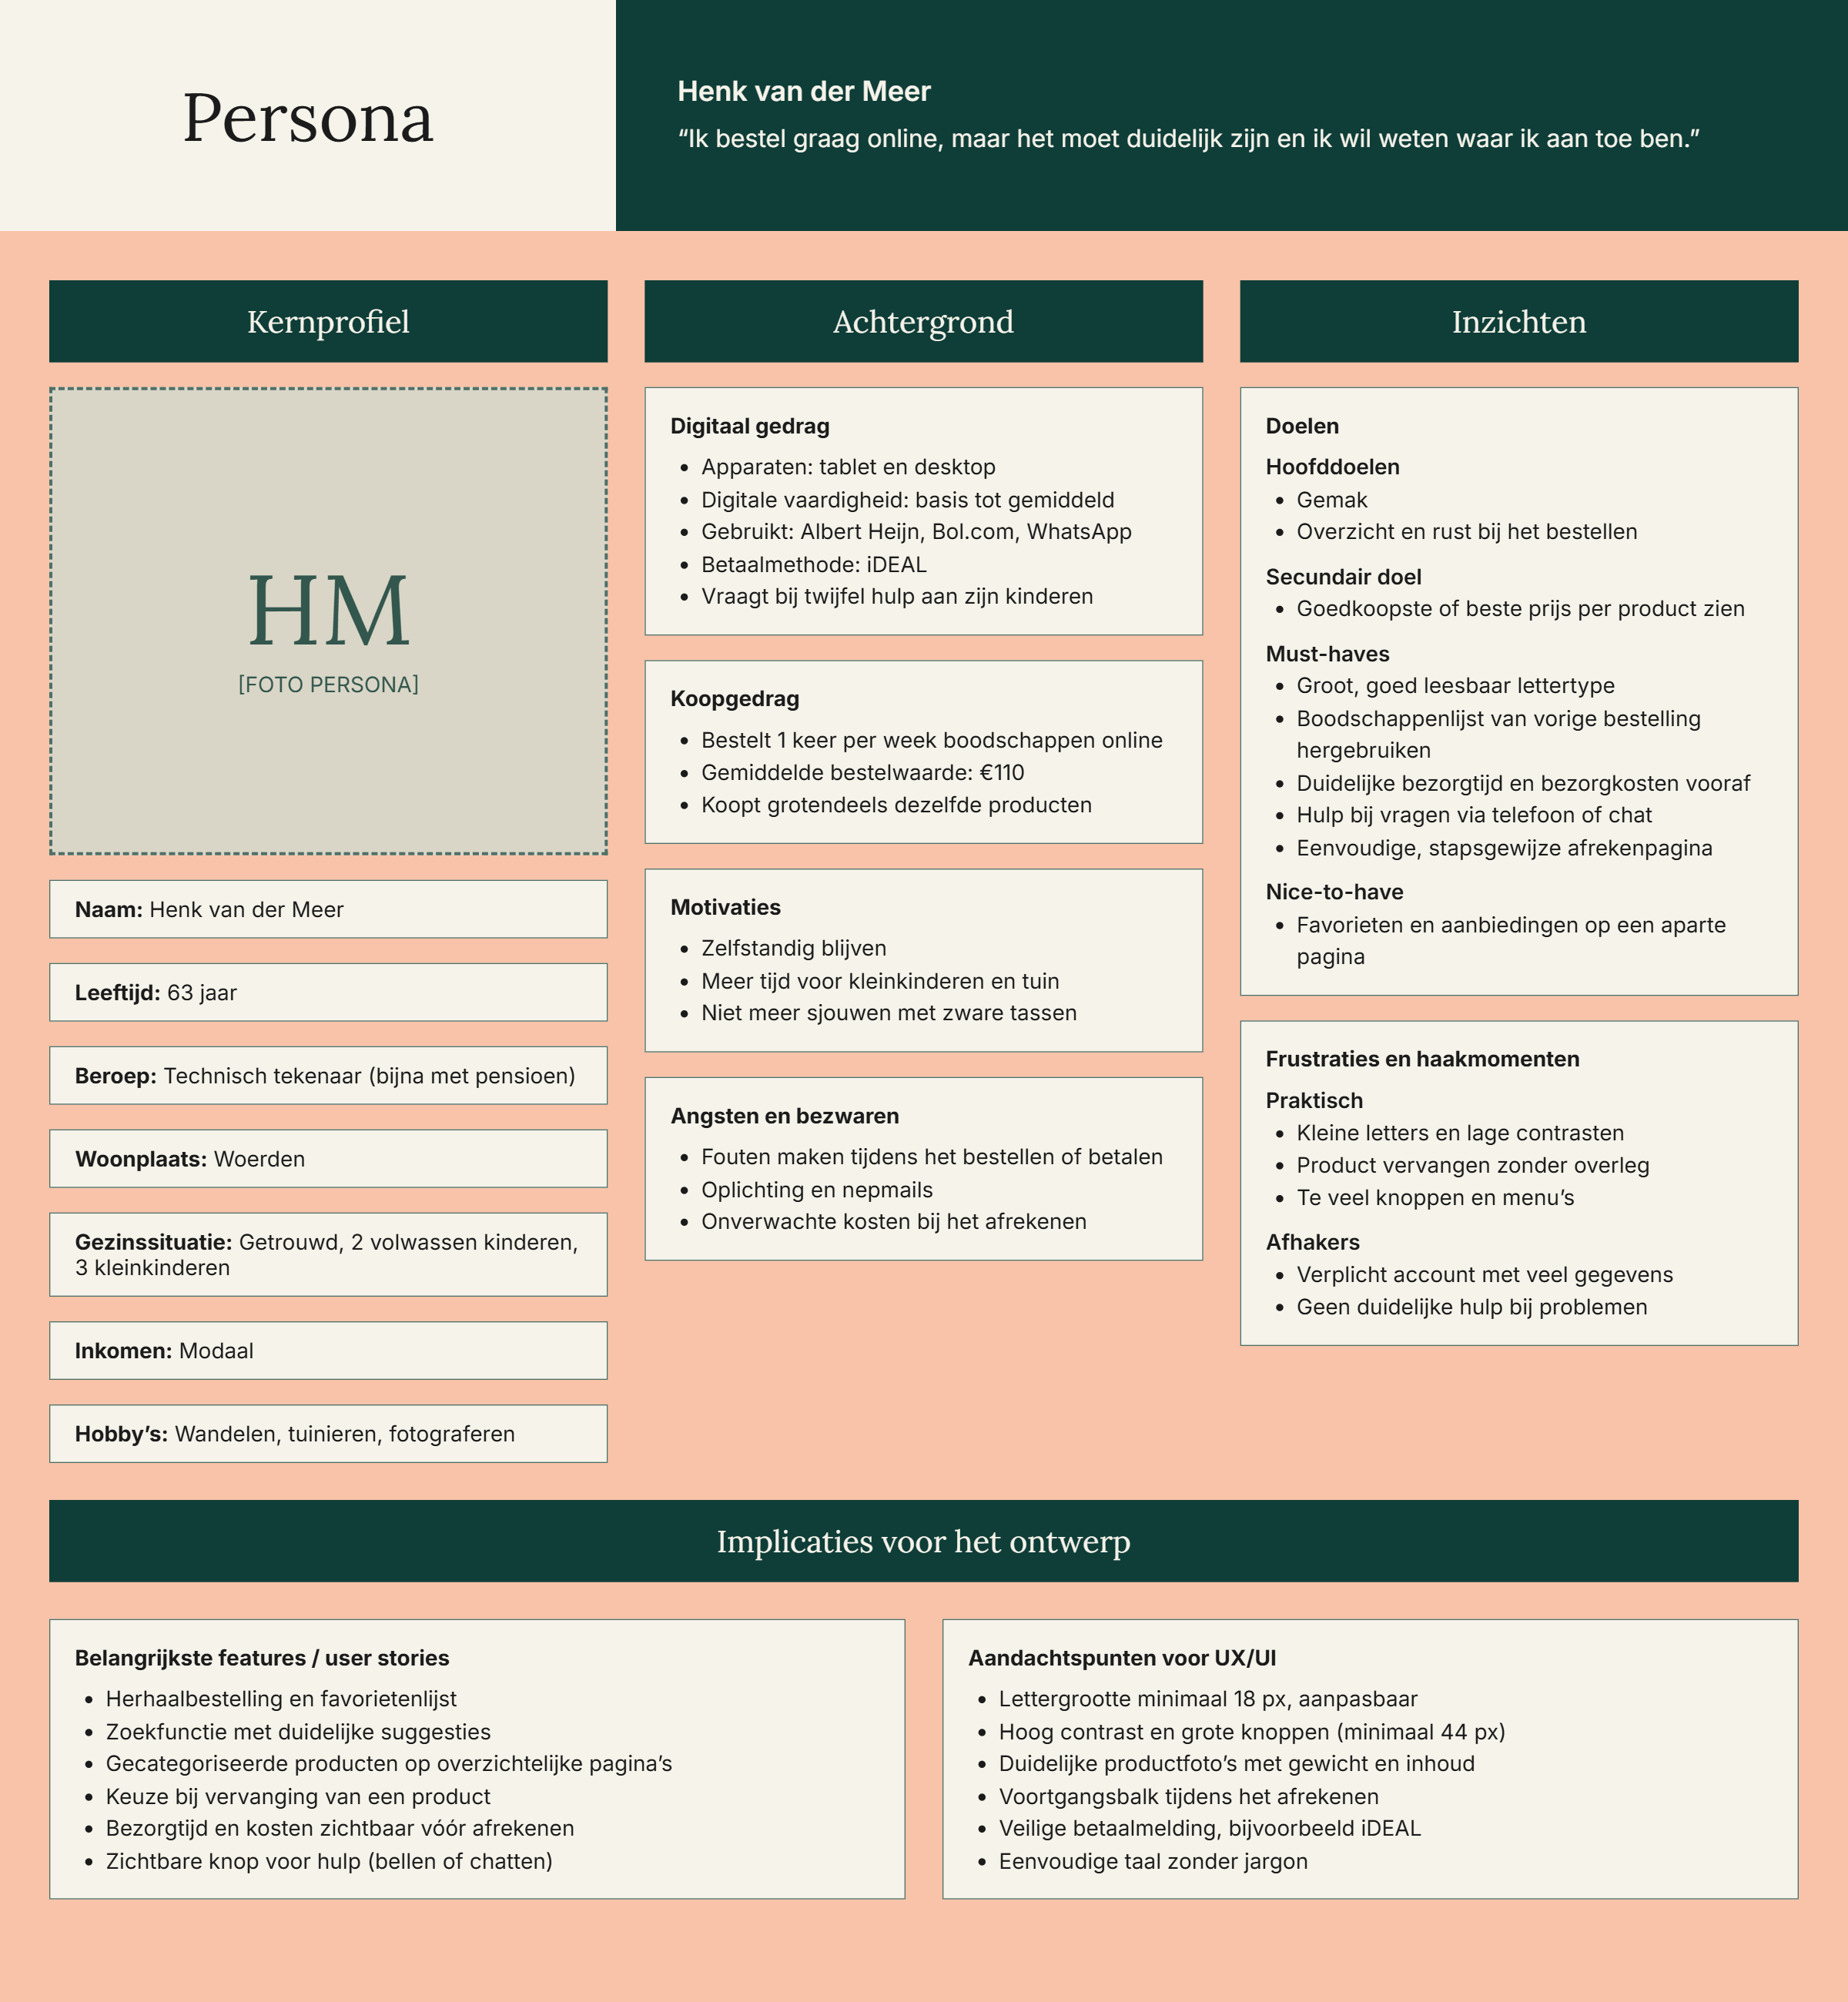 Persona
Henk van der Meer
“Ik bestel graag online, maar het moet duidelijk zijn en ik wil weten waar ik aan toe ben.”
Kernprofiel
HM
[FOTO PERSONA]
Naam: Henk van der Meer
Leeftijd: 63 jaar
Beroep: Technisch tekenaar (bijna met pensioen)
Woonplaats: Woerden
Gezinssituatie: Getrouwd, 2 volwassen kinderen,
3 kleinkinderen
Inkomen: Modaal
Hobby’s: Wandelen, tuinieren, fotograferen
Achtergrond
Digitaal gedrag
• Apparaten: tablet en desktop
• Digitale vaardigheid: basis tot gemiddeld
• Gebruikt: Albert Heijn, Bol.com, WhatsApp
• Betaalmethode: iDEAL
• Vraagt bij twijfel hulp aan zijn kinderen
Koopgedrag
• Bestelt 1 keer per week boodschappen online
• Gemiddelde bestelwaarde: €110
• Koopt grotendeels dezelfde producten
Motivaties
• Zelfstandig blijven
• Meer tijd voor kleinkinderen en tuin
• Niet meer sjouwen met zware tassen
Angsten en bezwaren
• Fouten maken tijdens het bestellen of betalen
• Oplichting en nepmails
• Onverwachte kosten bij het afrekenen
Inzichten
Doelen
Hoofddoelen
• Gemak
• Overzicht en rust bij het bestellen
Secundair doel
• Goedkoopste of beste prijs per product zien
Must-haves
• Groot, goed leesbaar lettertype
• Boodschappenlijst van vorige bestelling
hergebruiken
• Duidelijke bezorgtijd en bezorgkosten vooraf
• Hulp bij vragen via telefoon of chat
• Eenvoudige, stapsgewijze afrekenpagina
Nice-to-have
• Favorieten en aanbiedingen op een aparte
pagina
Frustraties en haakmomenten
Praktisch
• Kleine letters en lage contrasten
• Product vervangen zonder overleg
• Te veel knoppen en menu’s
Afhakers
• Verplicht account met veel gegevens
• Geen duidelijke hulp bij problemen
Implicaties voor het ontwerp
Belangrijkste features / user stories
• Herhaalbestelling en favorietenlijst
• Zoekfunctie met duidelijke suggesties
• Gecategoriseerde producten op overzichtelijke pagina’s
• Keuze bij vervanging van een product
• Bezorgtijd en kosten zichtbaar vóór afrekenen
• Zichtbare knop voor hulp (bellen of chatten)
Aandachtspunten voor UX/UI
• Lettergrootte minimaal 18 px, aanpasbaar
• Hoog contrast en grote knoppen (minimaal 44 px)
• Duidelijke productfoto’s met gewicht en inhoud
• Voortgangsbalk tijdens het afrekenen
• Veilige betaalmelding, bijvoorbeeld iDEAL
• Eenvoudige taal zonder jargon